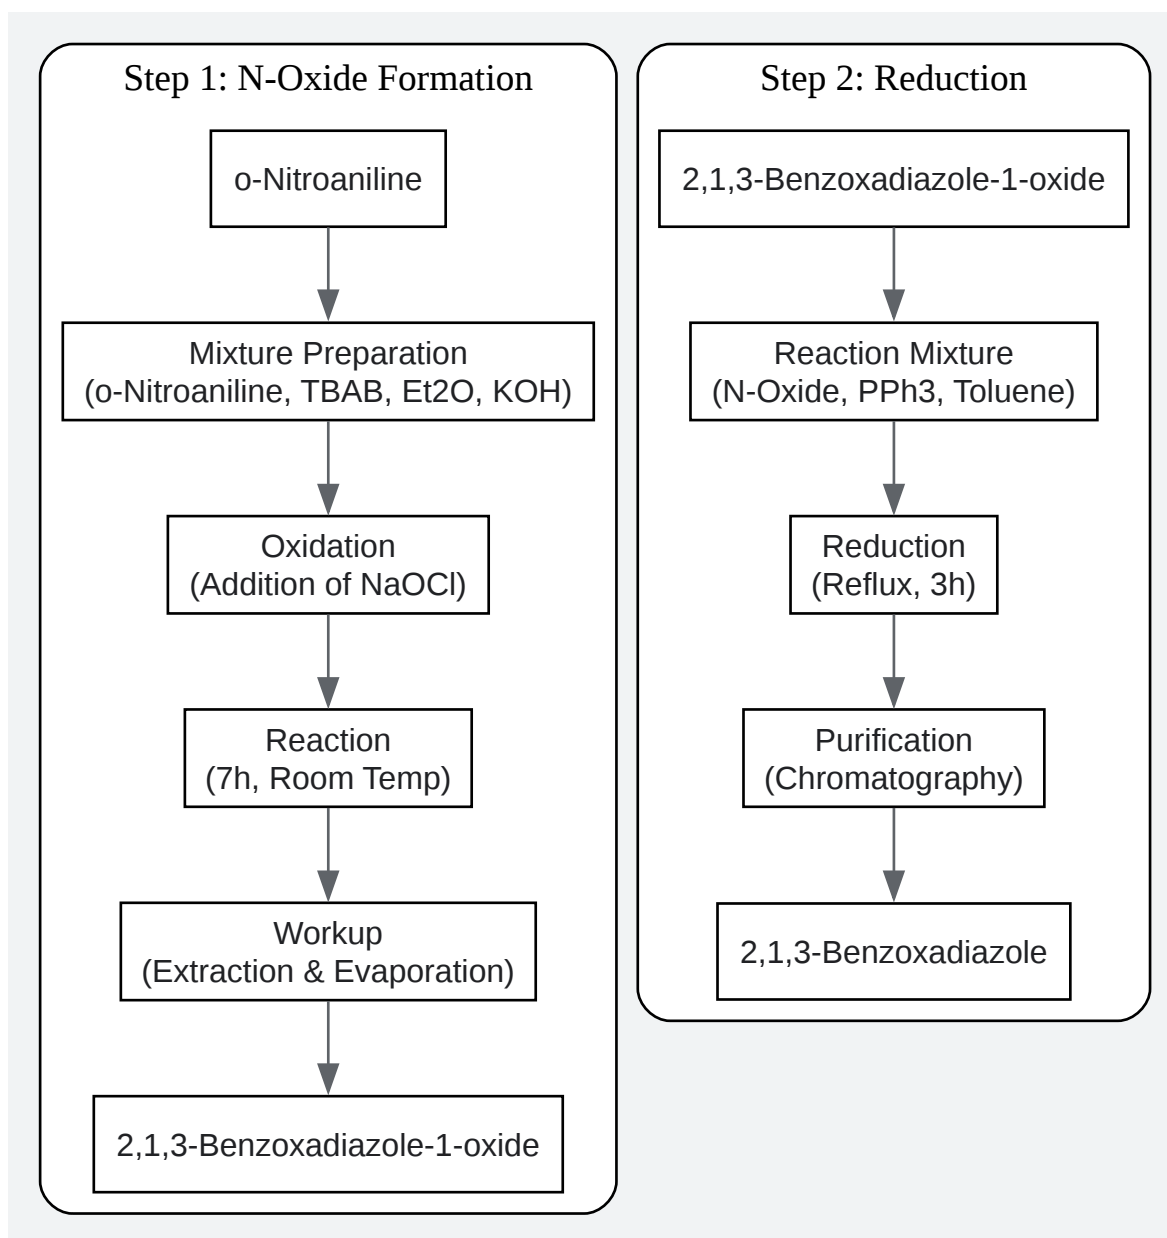 Step 1: N-Oxide Formation
o-Nitroaniline
Mixture Preparation
(o-Nitroaniline, TBAB, Et2O, KOH)
Oxidation
(Addition of NaOCl)
Reaction
(7h, Room Temp)
Workup
(Extraction & Evaporation)
2,1,3-Benzoxadiazole-1-oxide
Step 2: Reduction
2,1,3-Benzoxadiazole-1-oxide
Reaction Mixture
(N-Oxide, PPh3, Toluene)
Reduction
(Reflux, 3h)
Purification
(Chromatography)
2,1,3-Benzoxadiazole